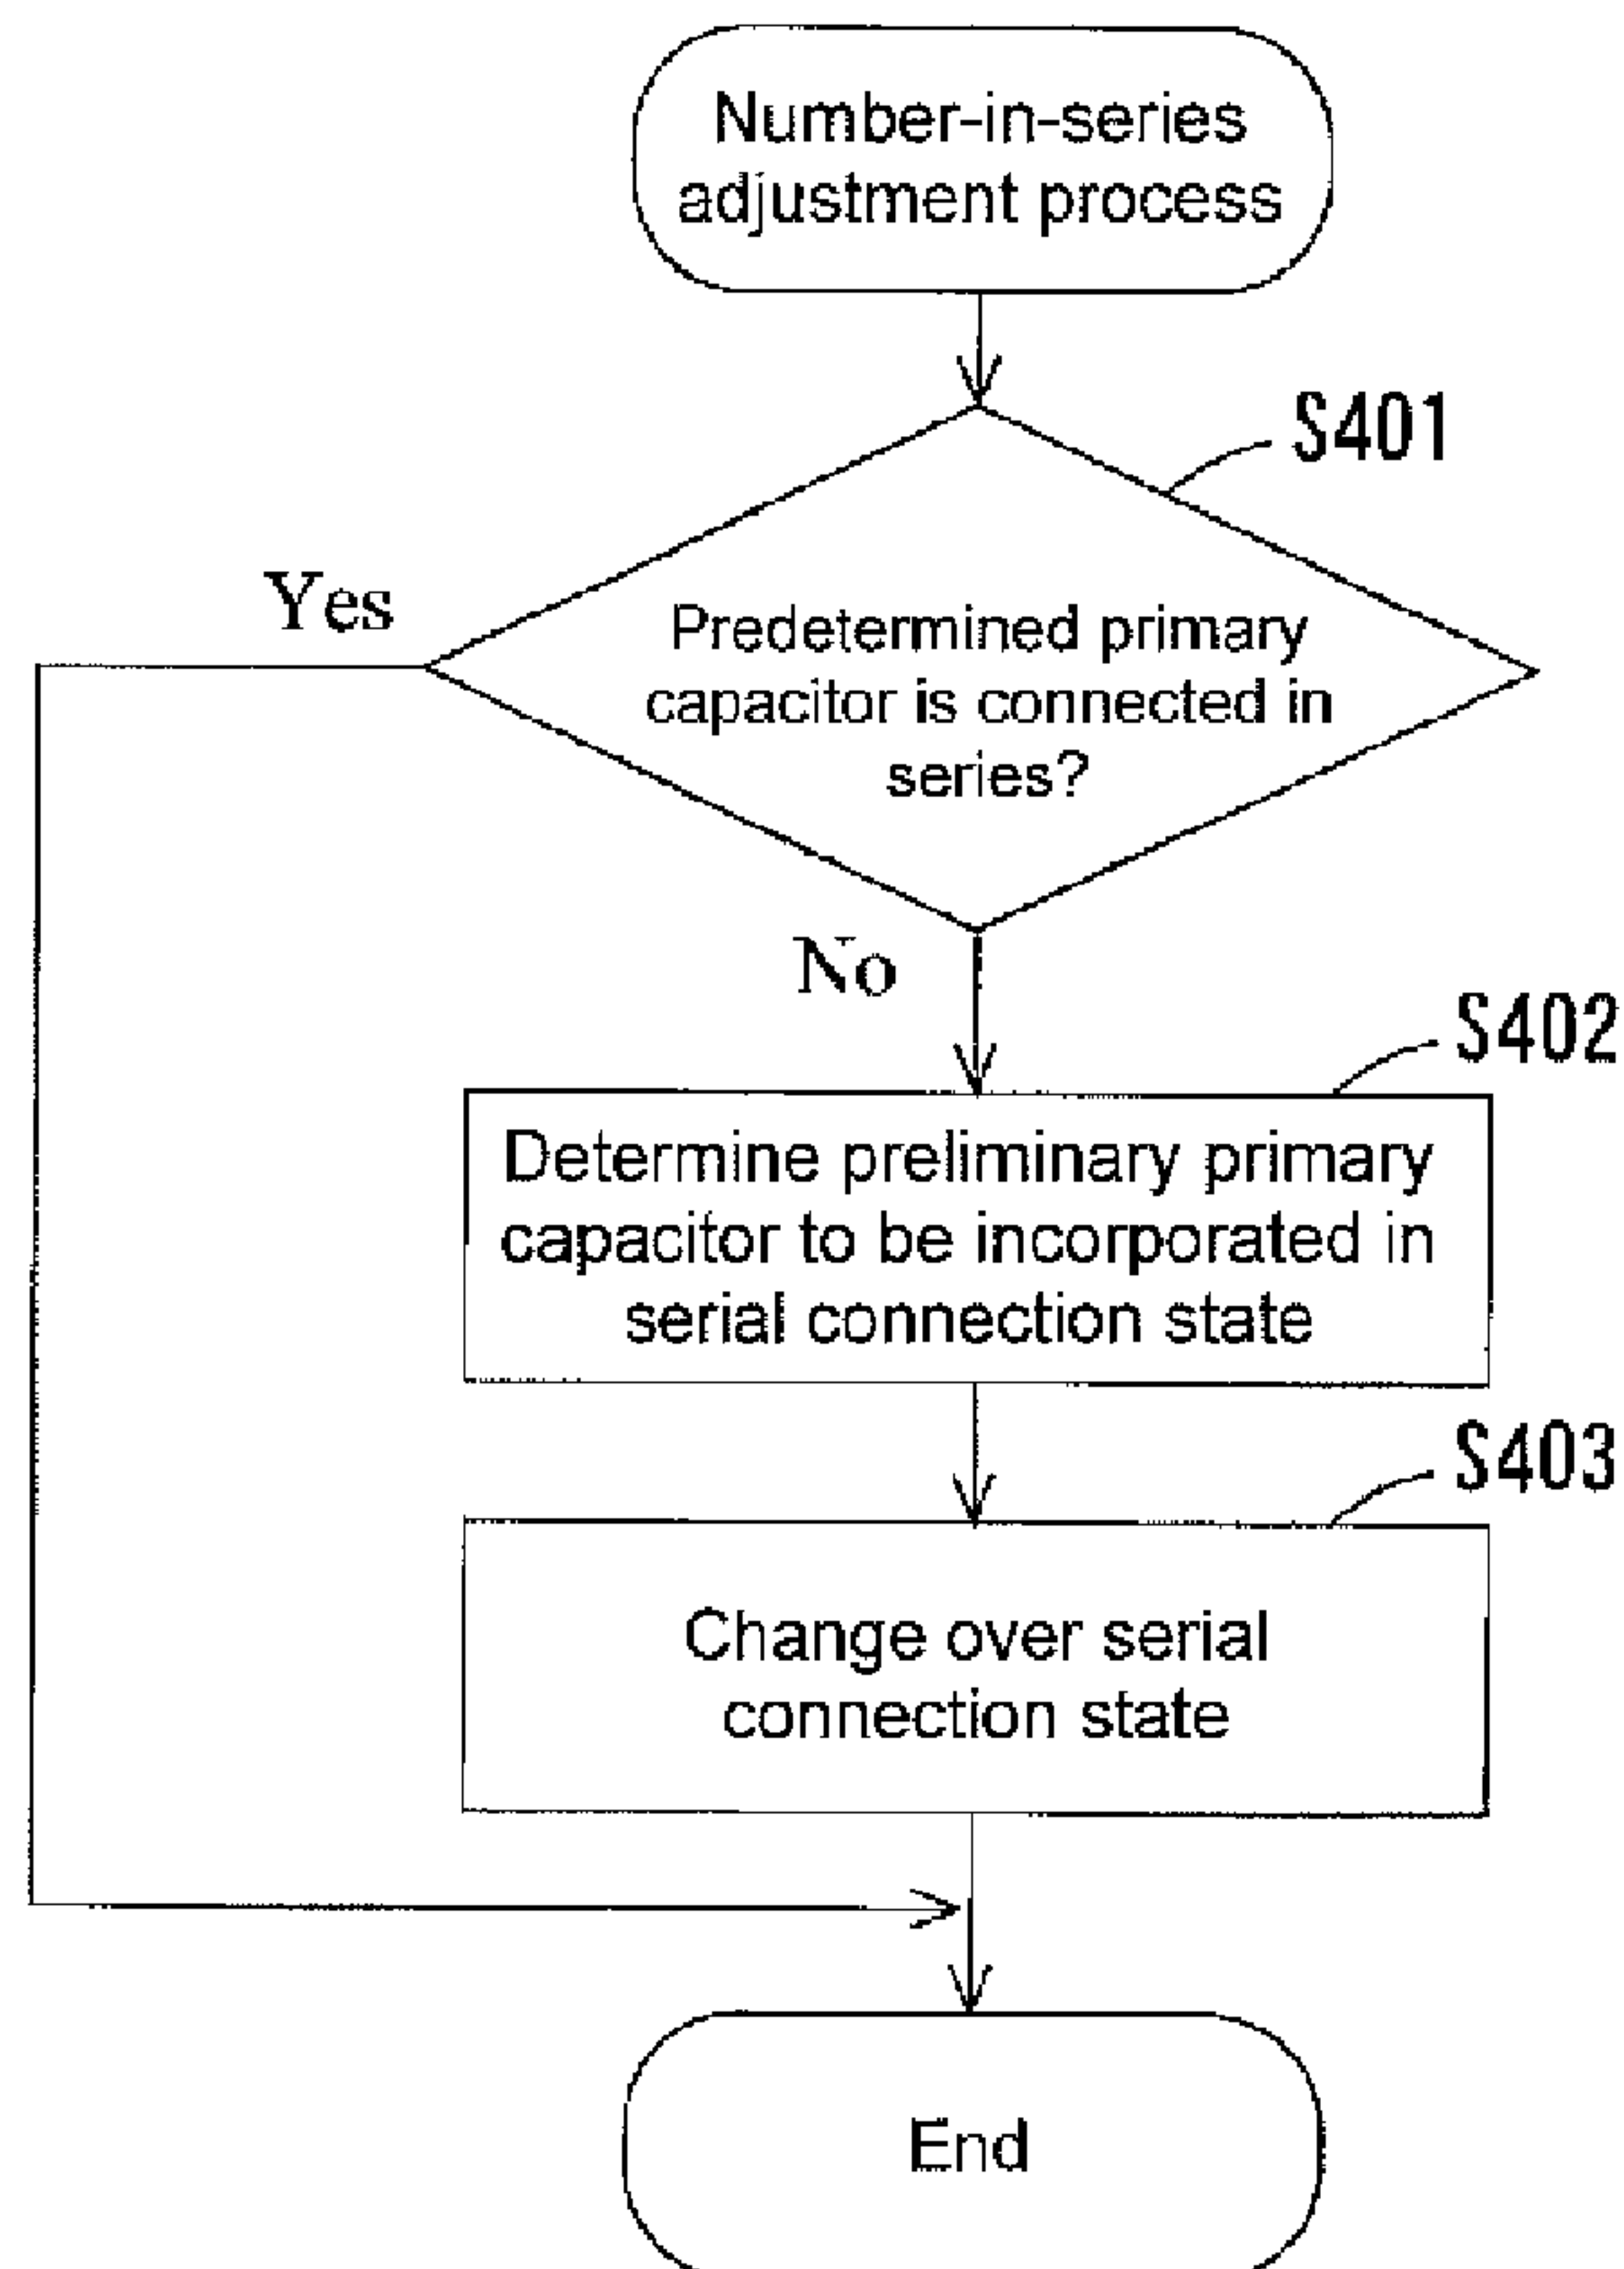 Number-in-series
adjustment process
S401
Yes
Predetermined primary
capacitor is connected in
series?
No
S402
Determine preliminary primary
capacitor to be incorporated in
serial connection state
S403
Change over serial
connection state
End